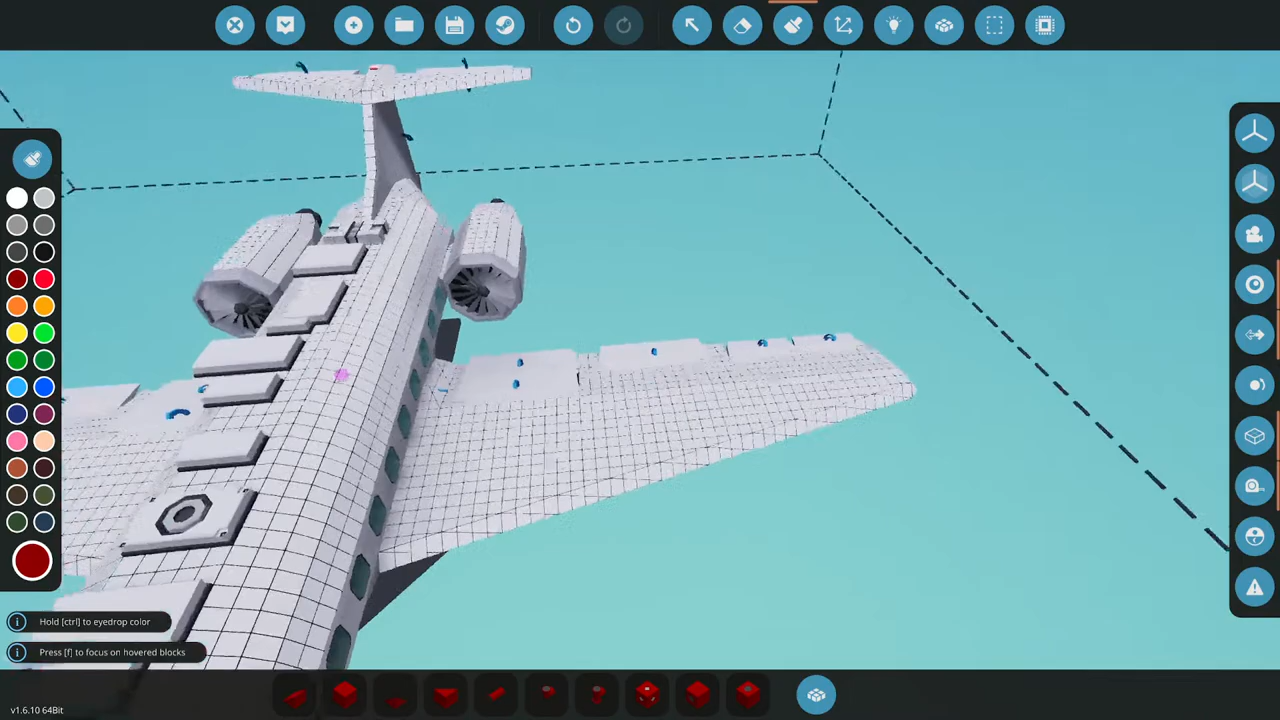 Hold [ctrl] to eyedrop color
Press [f] to focus on hovered blocks
v1.6.10 64Bit